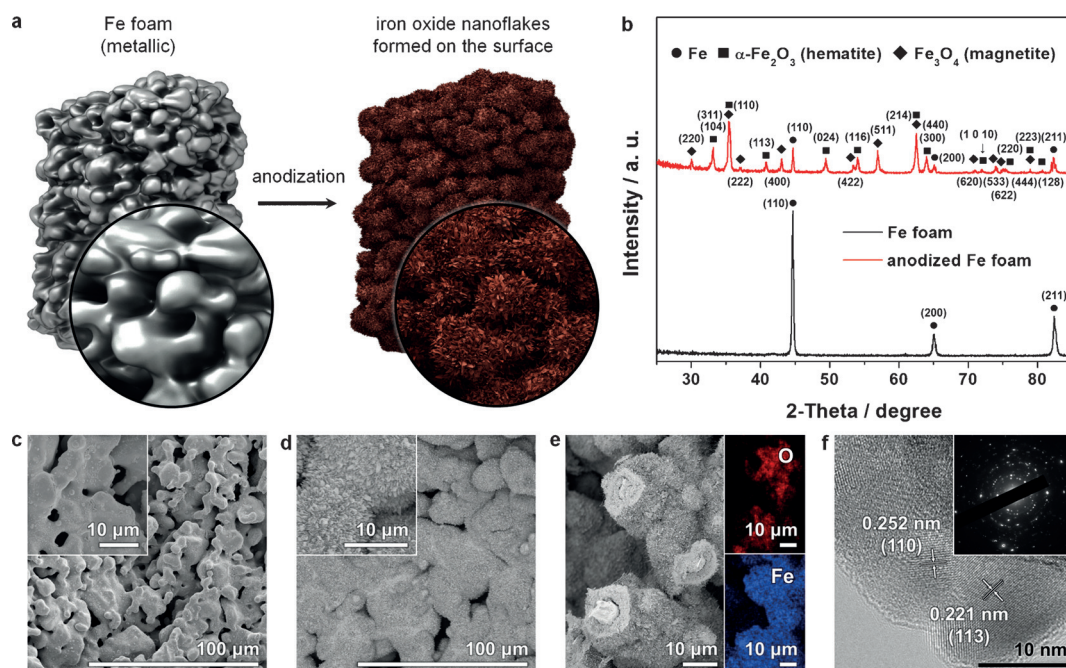 a
Fe foam
(metallic)
iron oxide nanoflakes
formed on the surface
anodization
b
Fe α-Fe2O3 (hematite) Fe3O4 (magnetite)
(311) (110)
(220) (104)
(222)
(113)
(400)
(110)
(024)
(116)
(422)
(511)
(214)
(440)
(300)
(200)
(1 0 10)
(220)
(223) (211)
(620) (533) (444) (128)
(622)
(110)
Fe foam
anodized Fe foam
(200)
(211)
Intensity / a. u.
30 40 50 60 70 80
2-Theta / degree
c
10 µm
100 µm
d
10 µm
100 µm
e
10 µm
O
10 µm
Fe
10 µm
f
0.252 nm
(110)
0.221 nm
(113)
10 nm